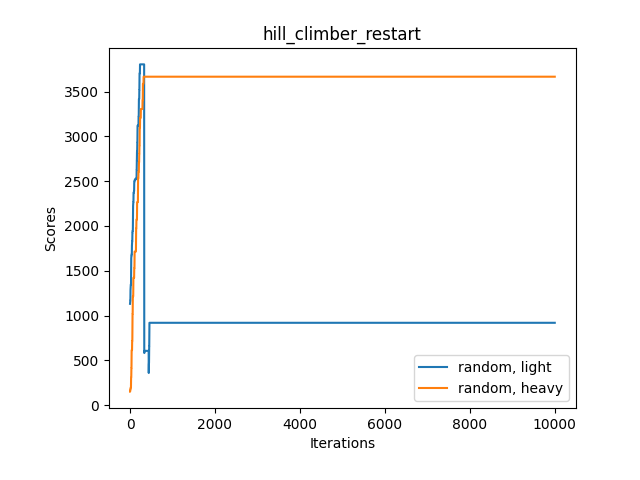 hill_climber_restart
Scores
3500
3000
2500
2000
1500
1000
500
0
0 2000 4000 6000 8000 10000
Iterations
random, light
random, heavy